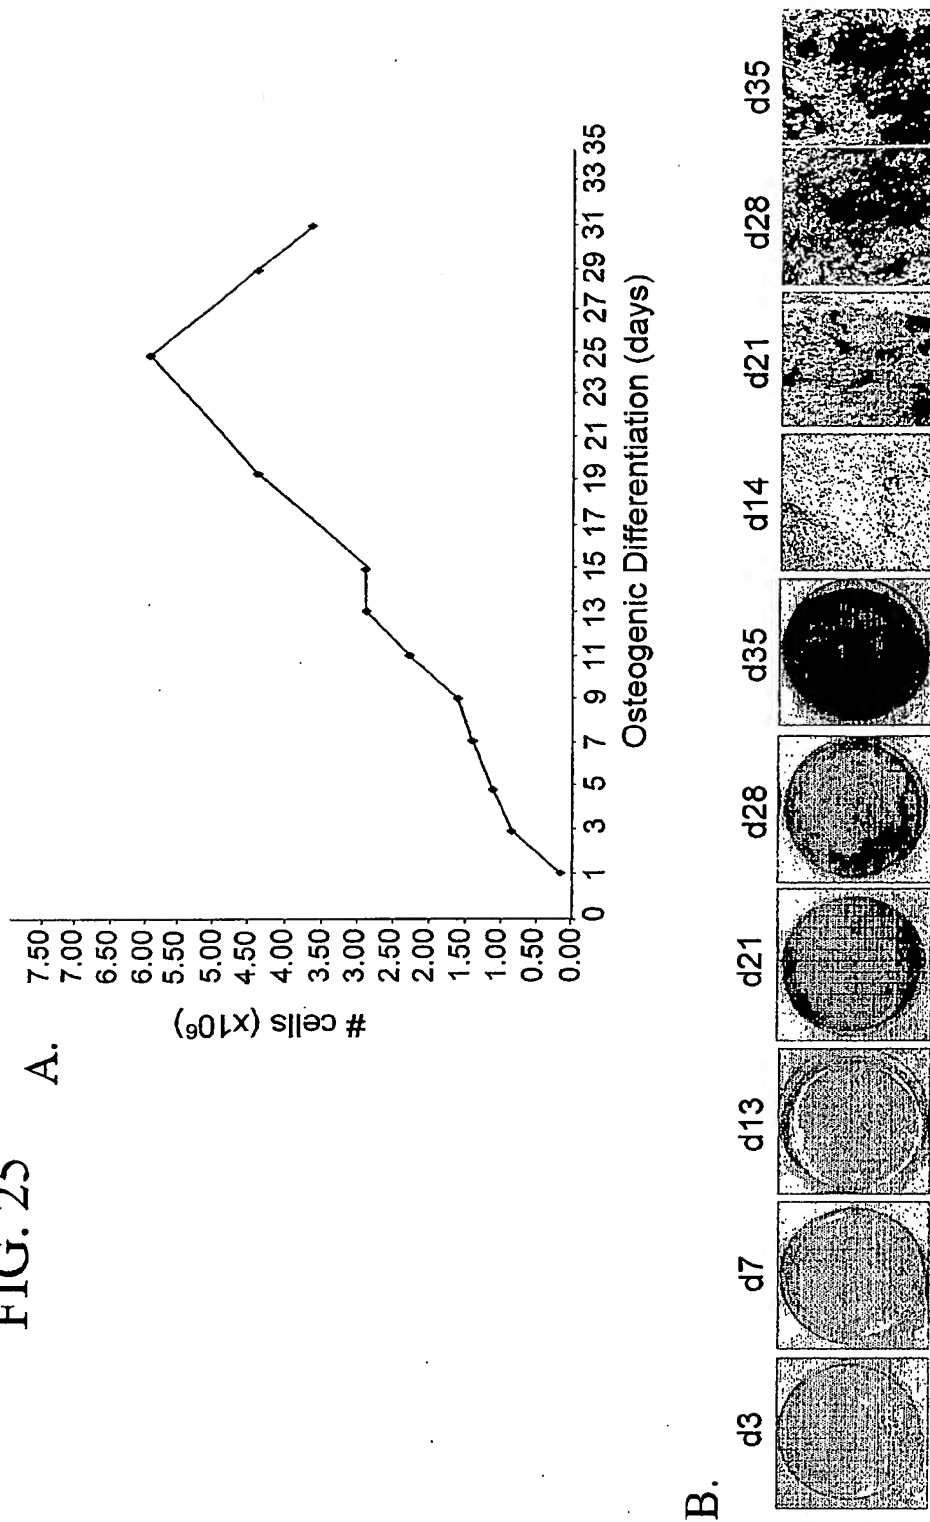 FIG. 25
A.
# cells (x10⁶)
7.50
7.00
6.50
6.00
5.50
5.00
4.50
4.00
3.50
3.00
2.50
2.00
1.50
1.00
0.50
0.00
0 1 3 5 7 9 11 13 15 17 19 21 23 25 27 29 31 33 35
Osteogenic Differentiation (days)
B.
d3 d7 d13 d21 d28 d35 d14 d21 d28 d35